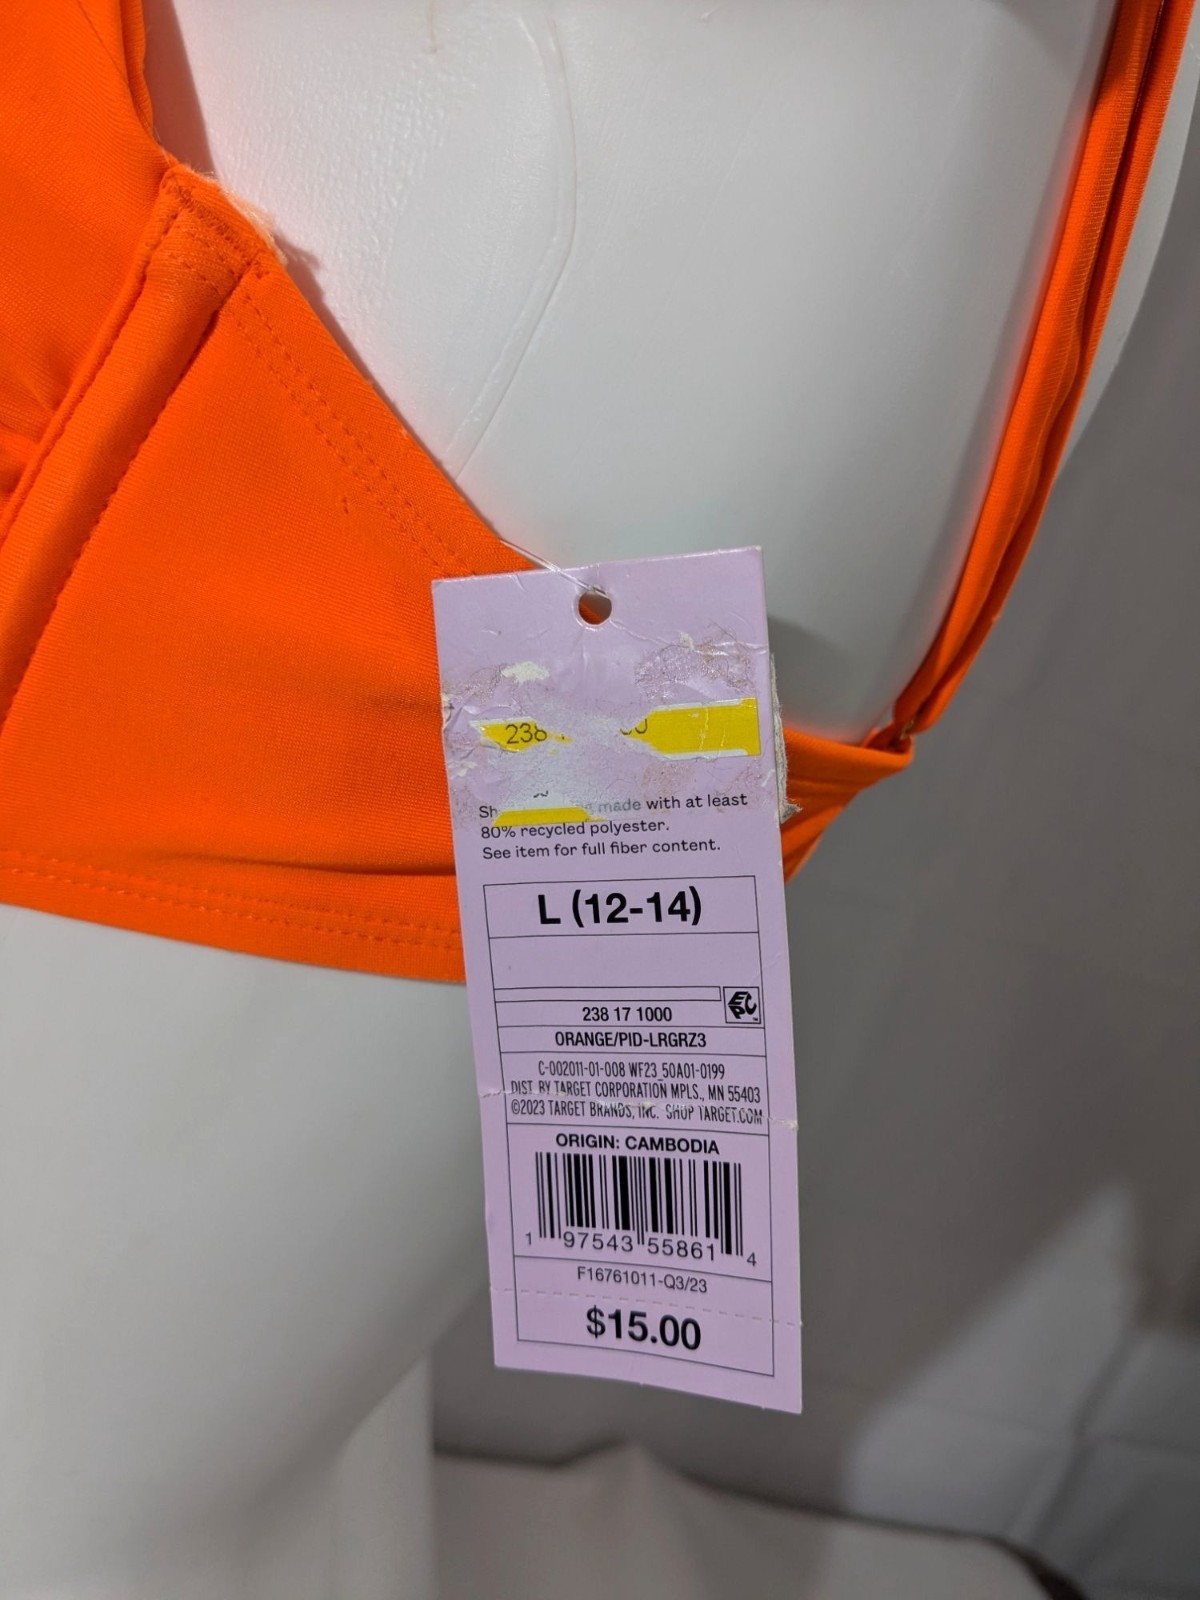 238
made with at least
80% recycled polyester.
See item for full fiber content.
L (12-14)
EPC
238 17 1000
ORANGE/PID-LRGRZ3
C-002011-01-008 WF23_50A01-0199
DIST. BY TARGET CORPORATION MPLS., MN 55403
©2023 TARGET BRANDS, INC. SHOP TARGET.COM
ORIGIN: CAMBODIA
1 97543 55861 4
F16761011-Q3/23
$15.00